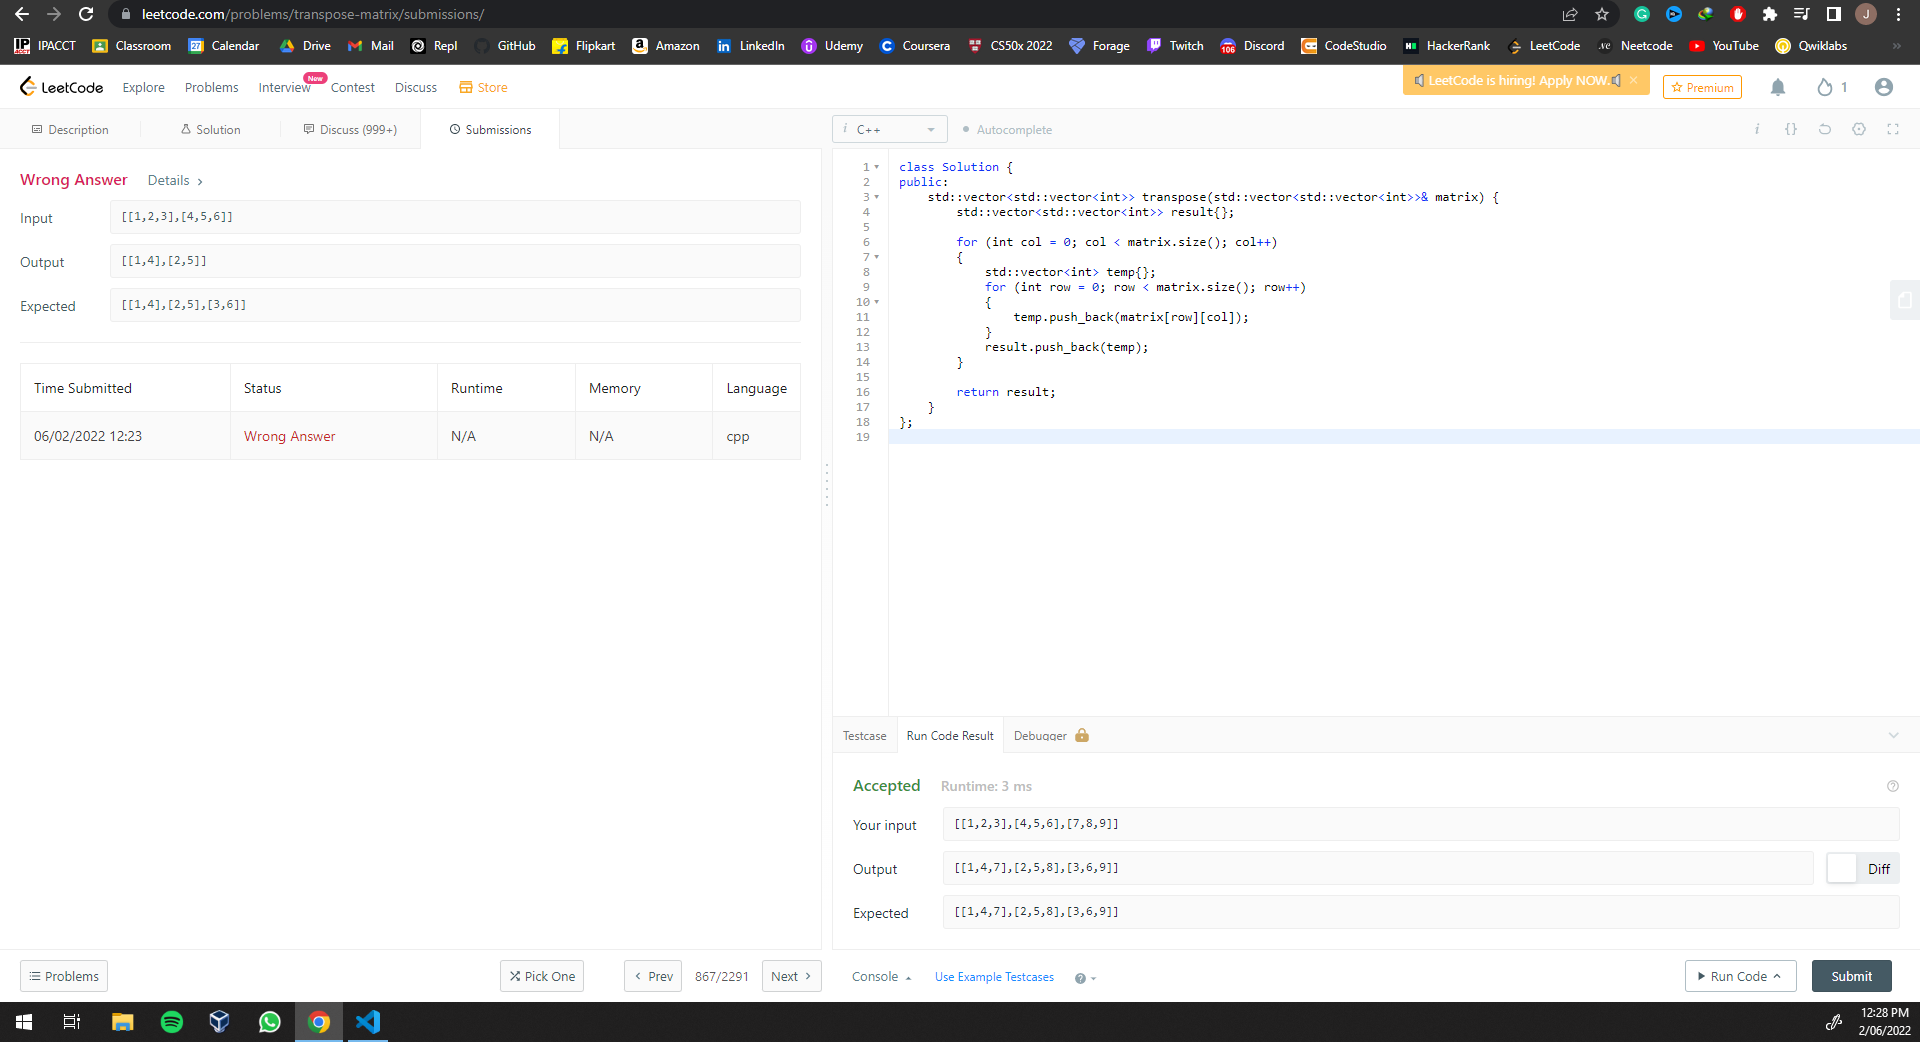 leetcode.com/problems/transpose-matrix/submissions/
IPACCT Classroom Calendar Drive Mail Repl GitHub Flipkart Amazon LinkedIn Udemy Coursera CS50x 2022 Forage Twitch Discord CodeStudio HackerRank LeetCode Neetcode YouTube Qwiklabs »
LeetCode Explore Problems Interview New Contest Discuss Store LeetCode is hiring! Apply NOW. × Premium 1
Description Solution Discuss (999+) Submissions
i C++ Autocomplete i {}
Wrong Answer Details >
Input [[1,2,3],[4,5,6]]
Output [[1,4],[2,5]]
Expected [[1,4],[2,5],[3,6]]
Time Submitted Status Runtime Memory Language
06/02/2022 12:23 Wrong Answer N/A N/A cpp
1 class Solution {
2 public:
3     std::vector<std::vector<int>> transpose(std::vector<std::vector<int>>& matrix) {
4         std::vector<std::vector<int>> result{};
5
6         for (int col = 0; col < matrix.size(); col++)
7         {
8             std::vector<int> temp{};
9             for (int row = 0; row < matrix.size(); row++)
10             {
11                 temp.push_back(matrix[row][col]);
12             }
13             result.push_back(temp);
14         }
15
16         return result;
17     }
18 };
19
Testcase Run Code Result Debugger
Accepted Runtime: 3 ms
Your input [[1,2,3],[4,5,6],[7,8,9]]
Output [[1,4,7],[2,5,8],[3,6,9]] Diff
Expected [[1,4,7],[2,5,8],[3,6,9]]
Problems Pick One < Prev 867/2291 Next > Console Use Example Testcases ? Run Code Submit
12:28 PM
2/06/2022